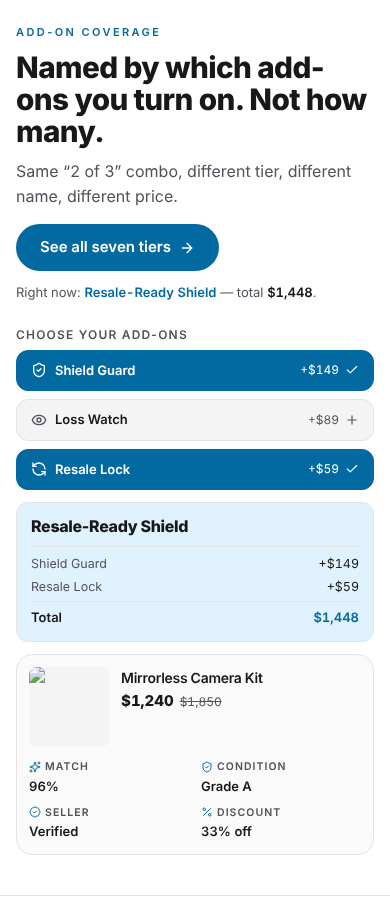 ADD-ON COVERAGE
Named by which add-
ons you turn on. Not how
many.
Same “2 of 3” combo, different tier, different
name, different price.
See all seven tiers →
Right now: Resale-Ready Shield — total $1,448.
CHOOSE YOUR ADD-ONS
Shield Guard +$149
Loss Watch +$89
Resale Lock +$59
Resale-Ready Shield
Shield Guard +$149
Resale Lock +$59
Total $1,448
Mirrorless Camera Kit
$1,240 $1,850
MATCH CONDITION
96% Grade A
SELLER DISCOUNT
Verified 33% off